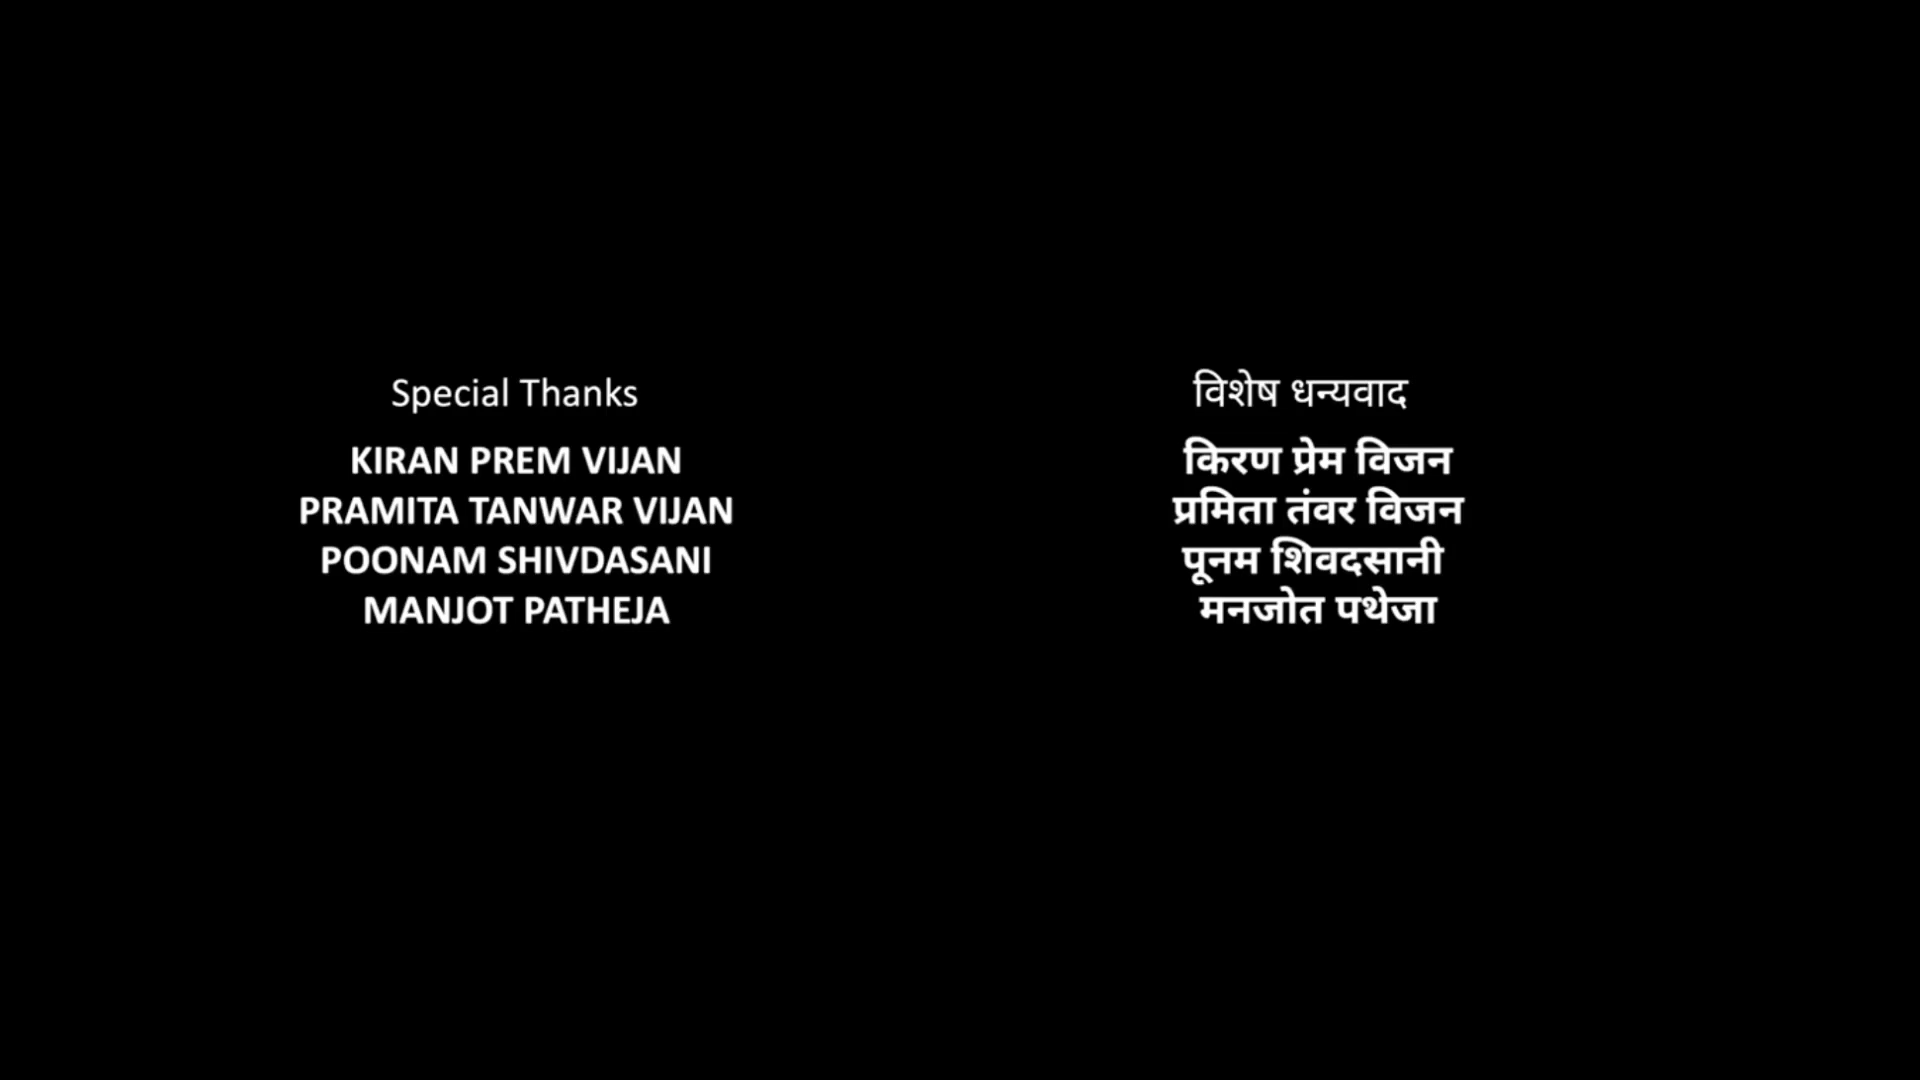 Special Thanks
KIRAN PREM VIJAN
PRAMITA TANWAR VIJAN
POONAM SHIVDASANI
MANJOT PATHEJA
विशेष धन्यवाद
किरण प्रेम विजन
प्रमिता तंवर विजन
पूनम शिवदसानी
मनजोत पथेजा